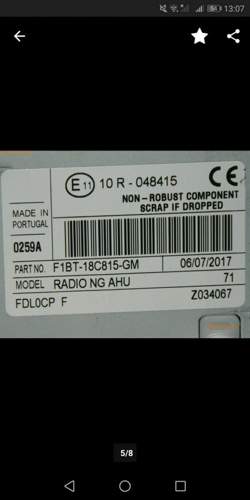 13:07
E11 10 R - 048415 CE
NON-ROBUST COMPONENT
SCRAP IF DROPPED
MADE IN
PORTUGAL
0259A
PART NO. F1BT-18C815-GM 06/07/2017
MODEL RADIO NG AHU 71
FDL0CP F Z034067
5/8